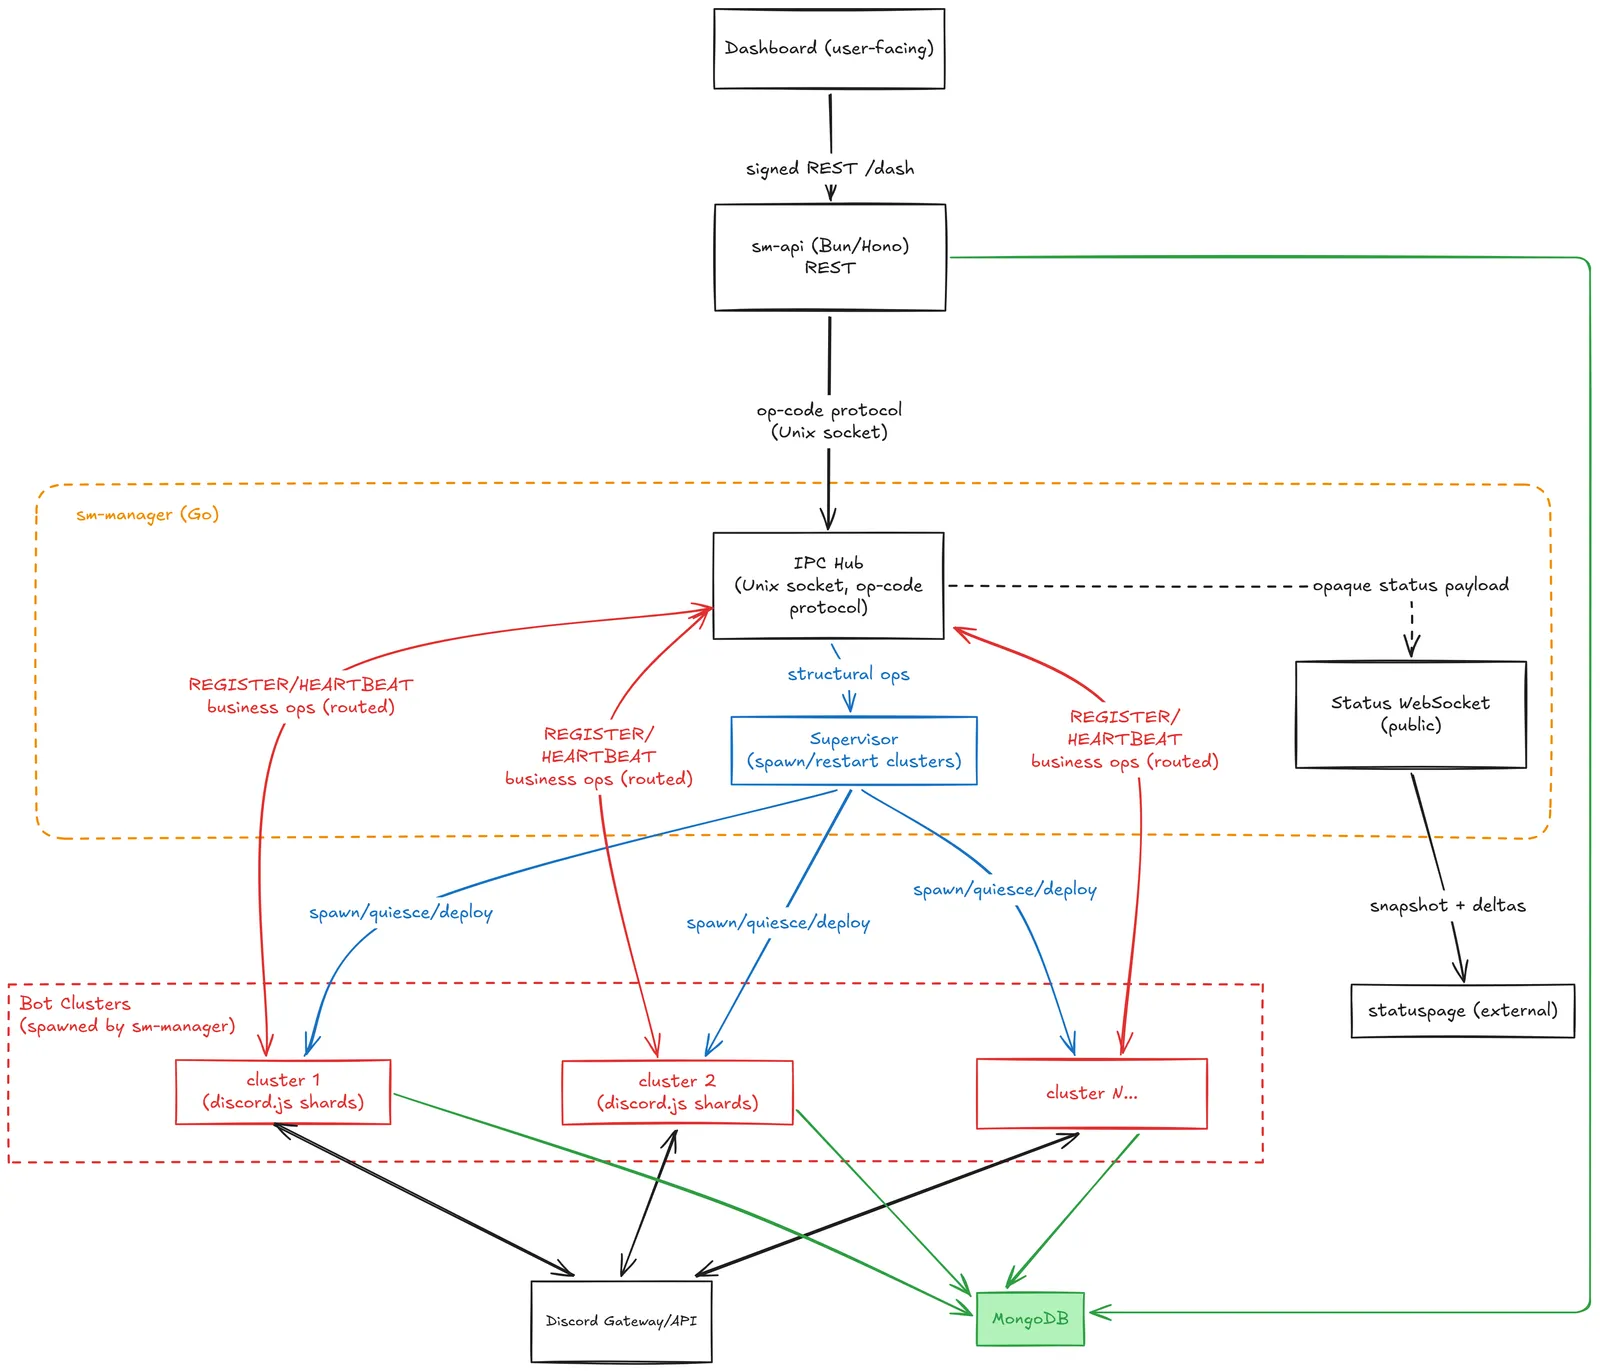 Dashboard (user-facing)
signed REST /dash
sm-api (Bun/Hono)
REST
op-code protocol
(Unix socket)
sm-manager (Go)
IPC Hub
(Unix socket, op-code
protocol)
opaque status payload
structural ops
REGISTER/HEARTBEAT
business ops (routed)
REGISTER/
HEARTBEAT
business ops (routed)
Supervisor
(spawn/restart clusters)
REGISTER/
HEARTBEAT
business ops (routed)
Status WebSocket
(public)
spawn/quiesce/deploy
spawn/quiesce/deploy
spawn/quiesce/deploy
snapshot + deltas
Bot Clusters
(spawned by sm-manager)
statuspage (external)
cluster 1
(discord.js shards)
cluster 2
(discord.js shards)
cluster N...
Discord Gateway/API
MongoDB